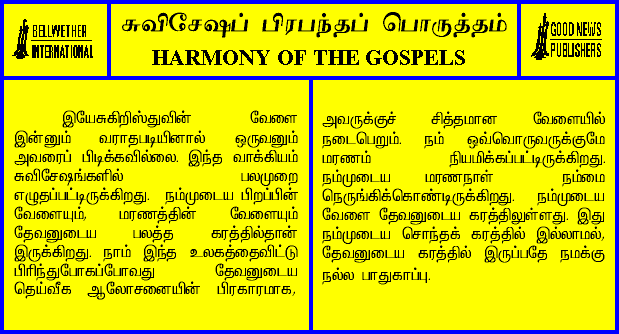 BELLWETHER
INTERNATIONAL
சுவிசேஷப் பிரபந்தப் பொருத்தம்
HARMONY OF THE GOSPELS
GOOD NEWS
PUBLISHERS
இயேசுகிறிஸ்துவின் வேளை
இன்னும் வராதபடியினால் ஒருவனும்
அவரைப் பிடிக்கவில்லை. இந்த வாக்கியம்
சுவிசேஷங்களில் பலமுறை
எழுதப்பட்டிருக்கிறது. நம்முடைய பிறப்பின்
வேளையும், மரணத்தின் வேளையும்
தேவனுடைய பலத்த கரத்தில்தான்
இருக்கிறது. நாம் இந்த உலகத்தைவிட்டு
பிரிந்துபோகப்போவது தேவனுடைய
தெய்வீக ஆலோசனையின் பிரகாரமாக,
அவருக்குச் சித்தமான வேளையில்
நடைபெறும். நம் ஒவ்வொருவருக்குமே
மரணம் நியமிக்கப்பட்டிருக்கிறது.
நம்முடைய மரணநாள் நம்மை
நெருங்கிக்கொண்டிருக்கிறது. நம்முடைய
வேளை தேவனுடைய கரத்திலுள்ளது. இது
நம்முடைய சொந்தக் கரத்தில் இல்லாமல்,
தேவனுடைய கரத்தில் இருப்பதே நமக்கு
நல்ல பாதுகாப்பு.